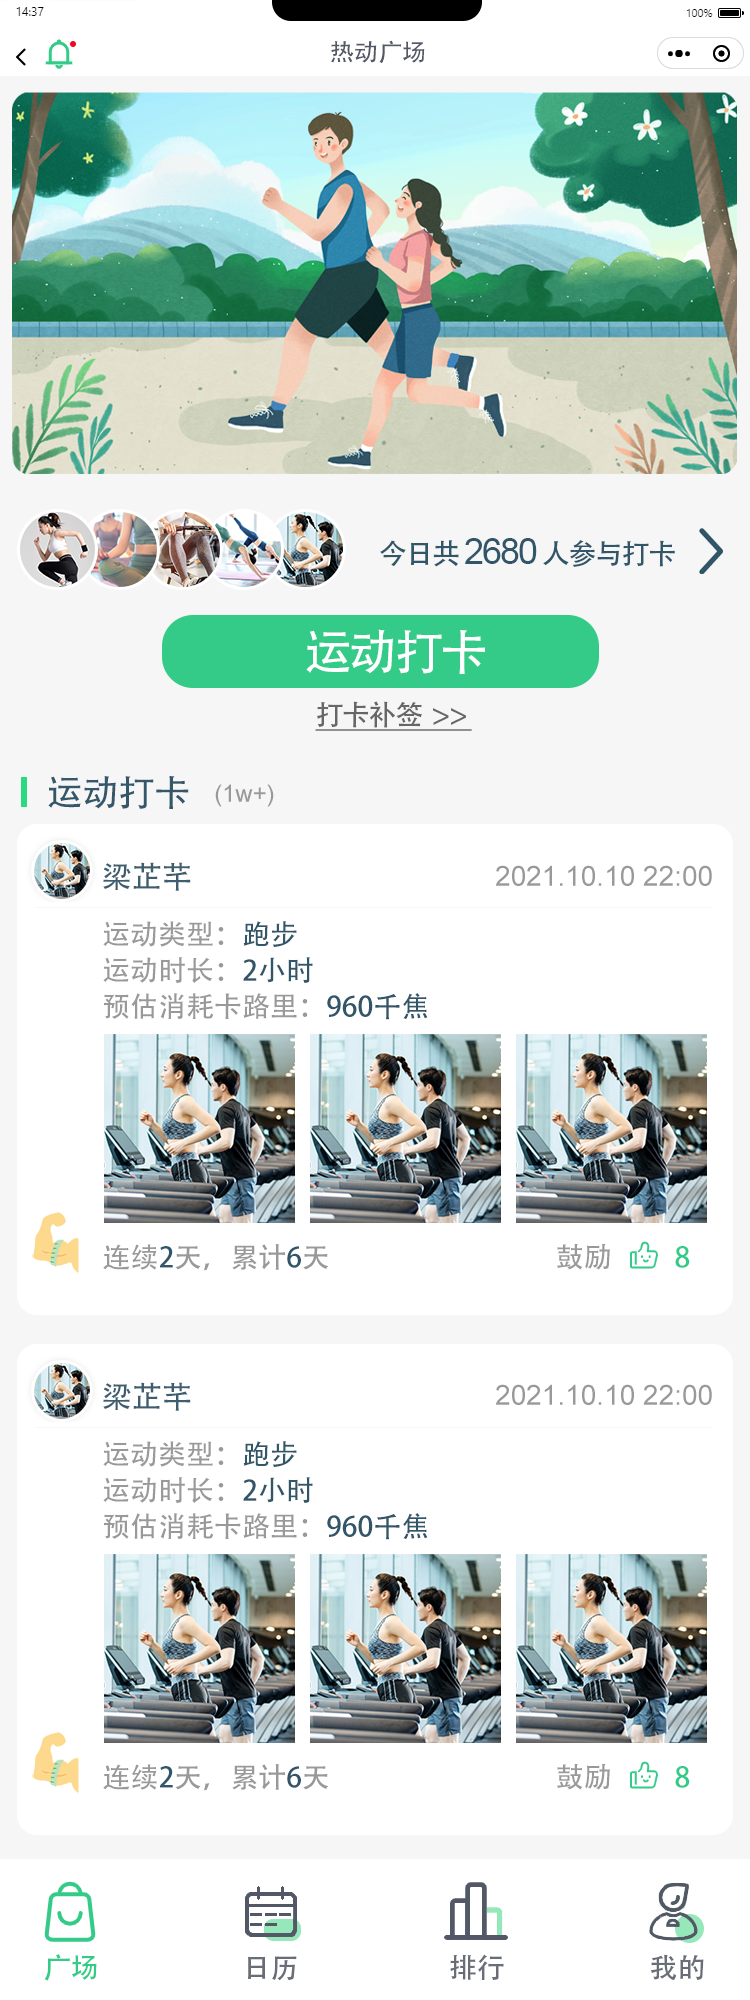 14:37
100%
热动广场
今日共 2680 人参与打卡
运动打卡
打卡补签 >>
运动打卡 (1w+)
梁芷芊 2021.10.10 22:00
运动类型：跑步
运动时长：2小时
预估消耗卡路里：960千焦
连续2天，累计6天 鼓励 8
梁芷芊 2021.10.10 22:00
运动类型：跑步
运动时长：2小时
预估消耗卡路里：960千焦
连续2天，累计6天 鼓励 8
广场 日历 排行 我的